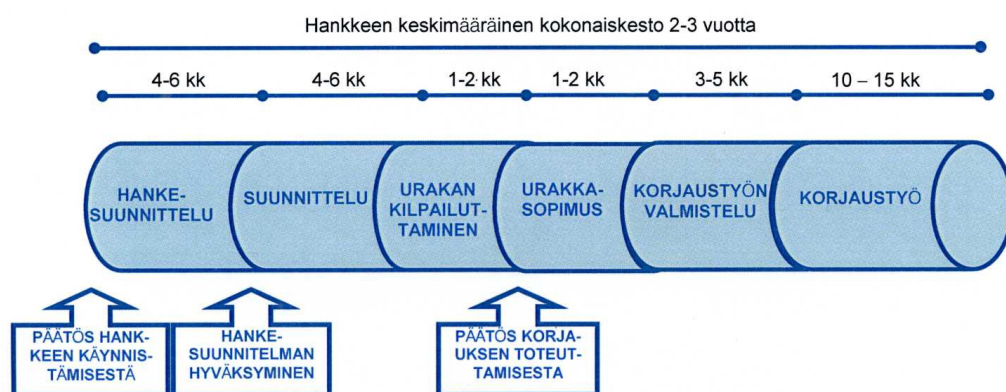 Hankkeen keskimääräinen kokonaiskesto 2-3 vuotta
4-6 kk
4-6 kk
1-2 kk
1-2 kk
3-5 kk
10 – 15 kk
HANKE-
SUUNNITTELU
SUUNNITTELU
URAKAN
KILPAILUT-
TAMINEN
URAKKA-
SOPIMUS
KORJAUSTYÖN
VALMISTELU
KORJAUSTYÖ
PÄÄTÖS HANK-
KEEN KÄYNNIS-
TÄMISESTÄ
HANKE-
SUUNNITELMAN
HYVÄKSYMINEN
PÄÄTÖS KORJA-
UKSEN TOTEUT-
TAMISESTA